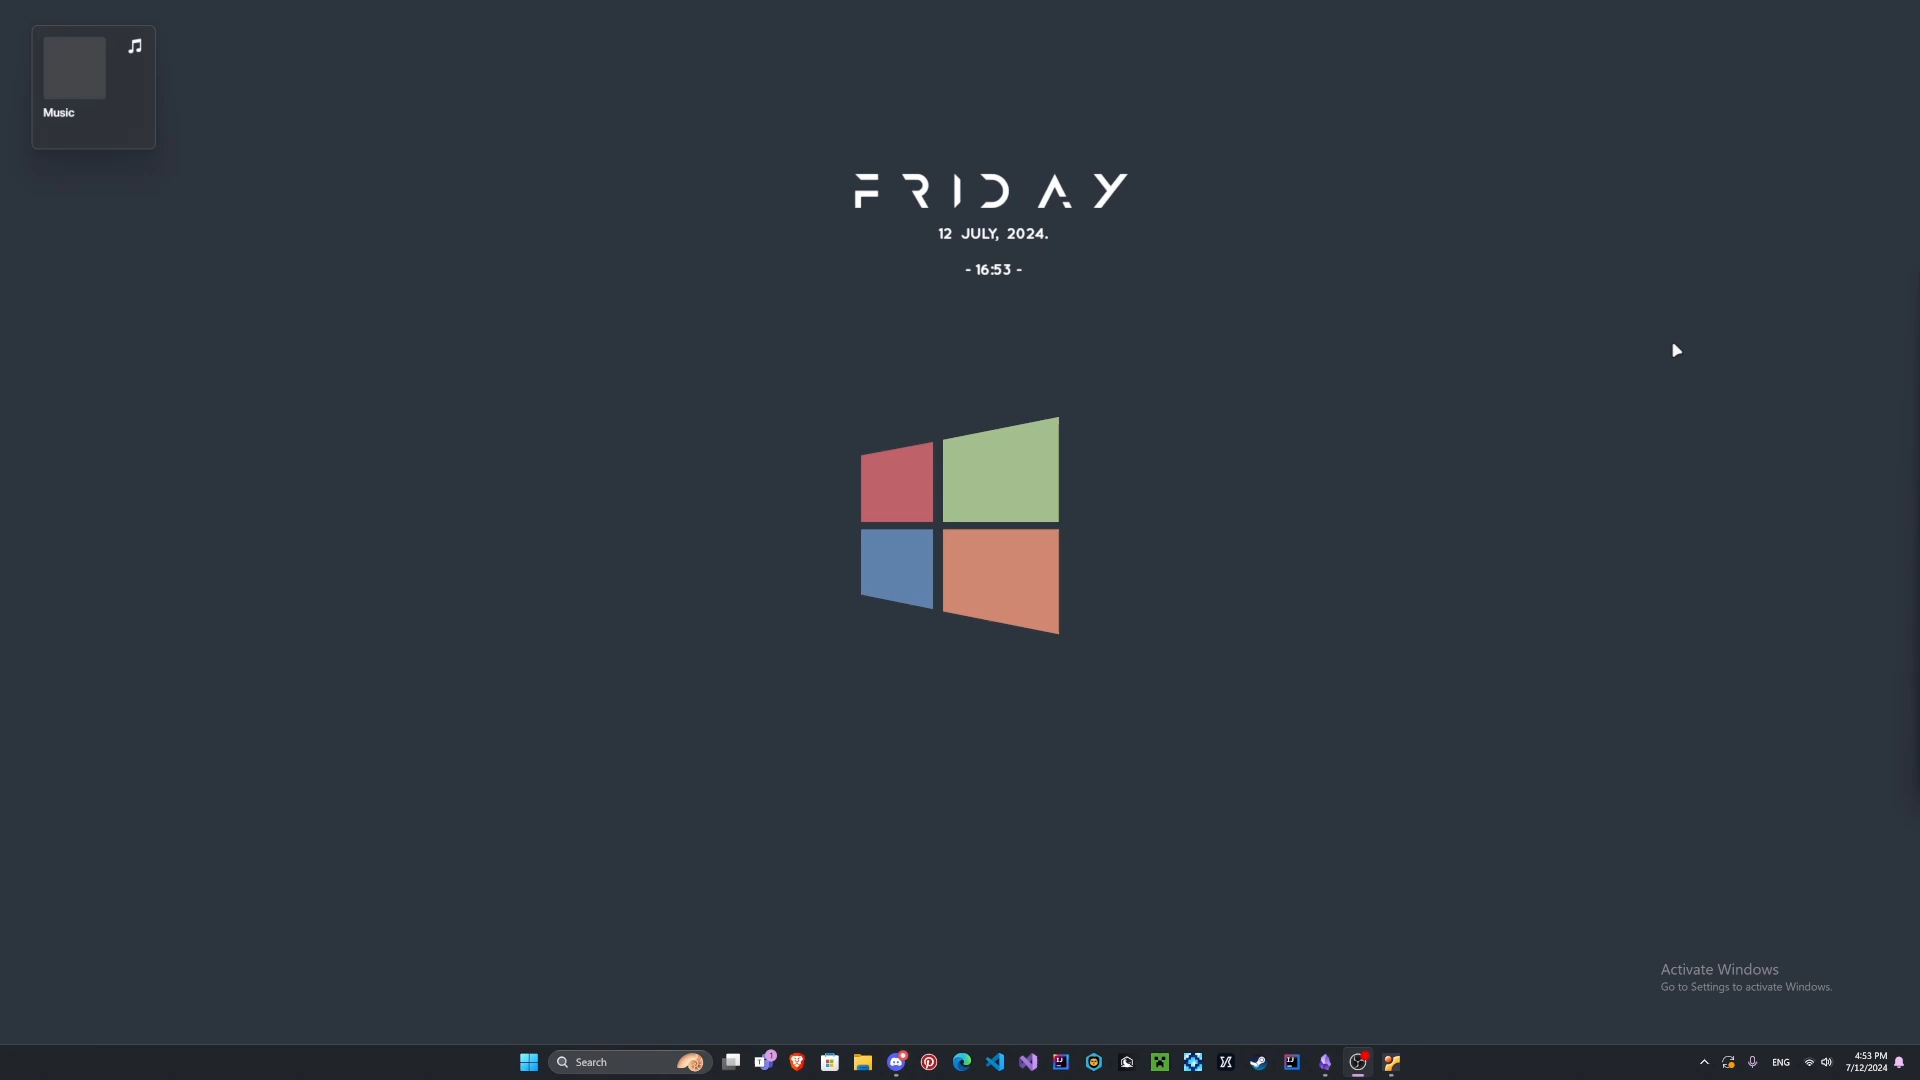 Music
FRIDAY
12 JULY, 2024.
- 16:53 -
Activate Windows
Go to Settings to activate Windows.
Search
1
ENG
4:53 PM
7/12/2024